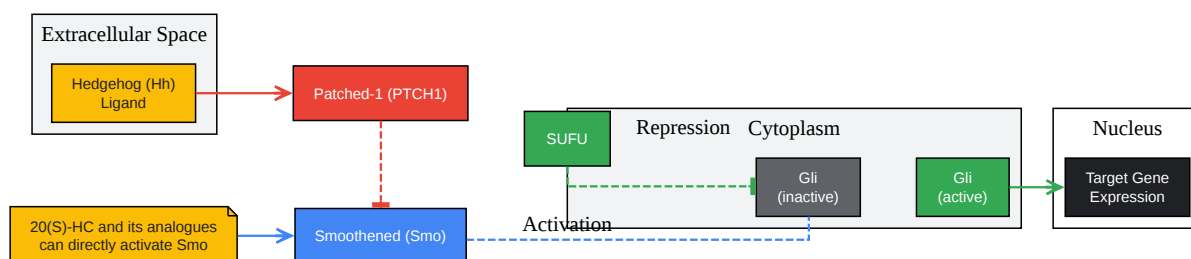 Extracellular Space
Hedgehog (Hh)
Ligand
Patched-1 (PTCH1)
SUFU
Repression
Cytoplasm
Nucleus
Gli
(inactive)
Gli
(active)
Target Gene
Expression
20(S)-HC and its analogues
can directly activate Smo
Smoothened (Smo)
Activation